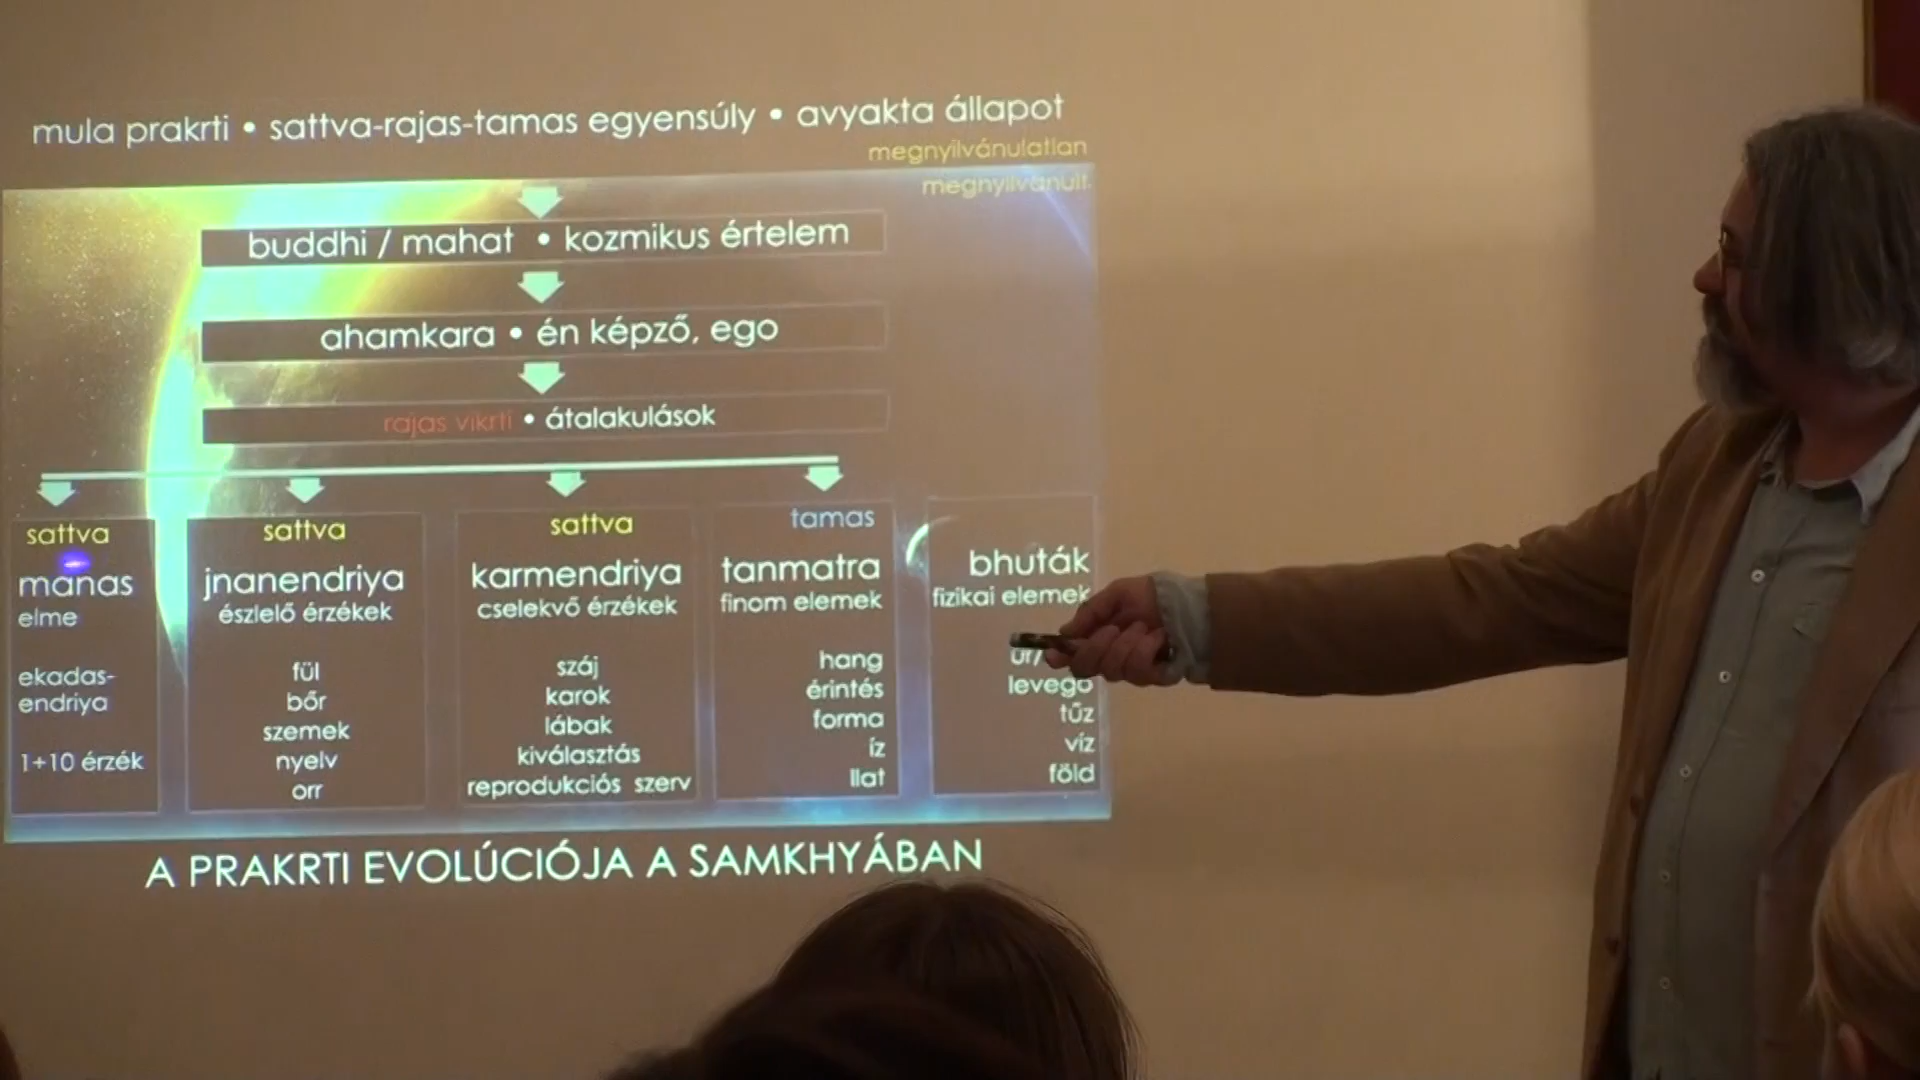 mula prakrti • sattva-rajas-tamas egyensúly • avyakta állapot
megnyilvánulatlan
megnyilvánult
buddhi / mahat • kozmikus értelem
ahamkara • én képző, ego
rajas vikrti • átalakulások
sattva
manas
elme
ekadas-
endriya
1+10 érzék
sattva
jnanendriya
észlelő érzékek
fül
bőr
szemek
nyelv
orr
sattva
karmendriya
cselekvő érzékek
száj
karok
lábak
kiválasztás
reprodukciós szerv
tamas
tanmatra
finom elemek
hang
érintés
forma
íz
llat
bhuták
fizikai elemek
levegő
tűz
víz
föld
A PRAKRTI EVOLÚCIÓJA A SAMKHYÁBAN